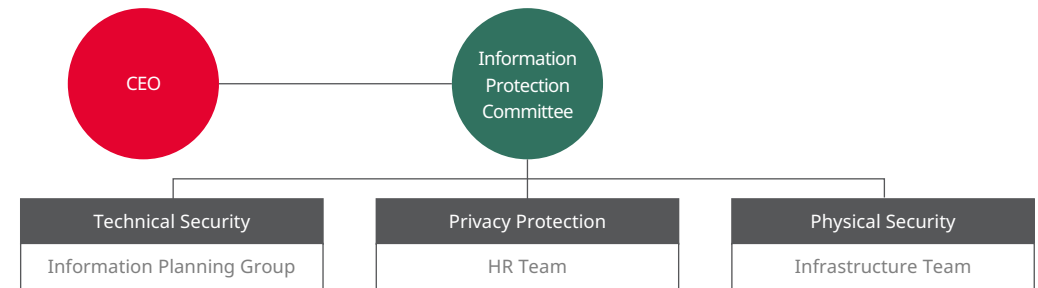 CEO
Information
Protection
Committee
Technical Security
Privacy Protection
Physical Security
Information Planning Group
HR Team
Infrastructure Team